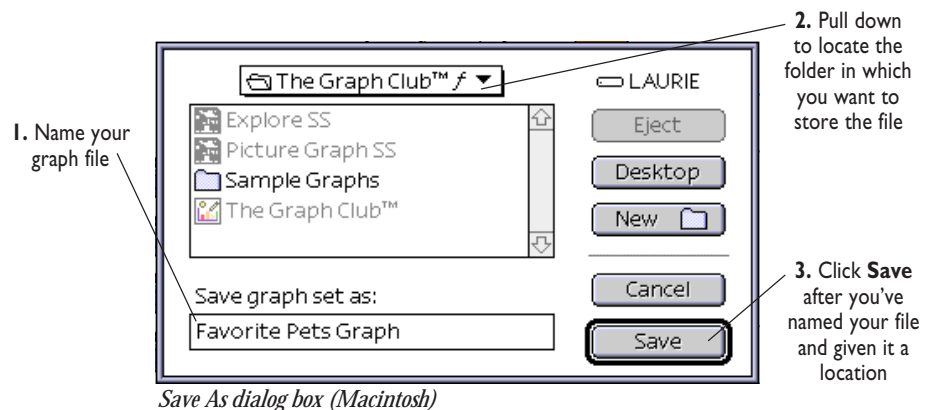 2. Pull down
to locate the
folder in which
you want to
store the file
1. Name your
graph file
The Graph Club™ ƒ
LAURIE
Explore SS
Picture Graph SS
Sample Graphs
The Graph Club™
Eject
Desktop
New
Save graph set as:
Favorite Pets Graph
Cancel
Save
3. Click Save
after you've
named your file
and given it a
location
Save As dialog box (Macintosh)